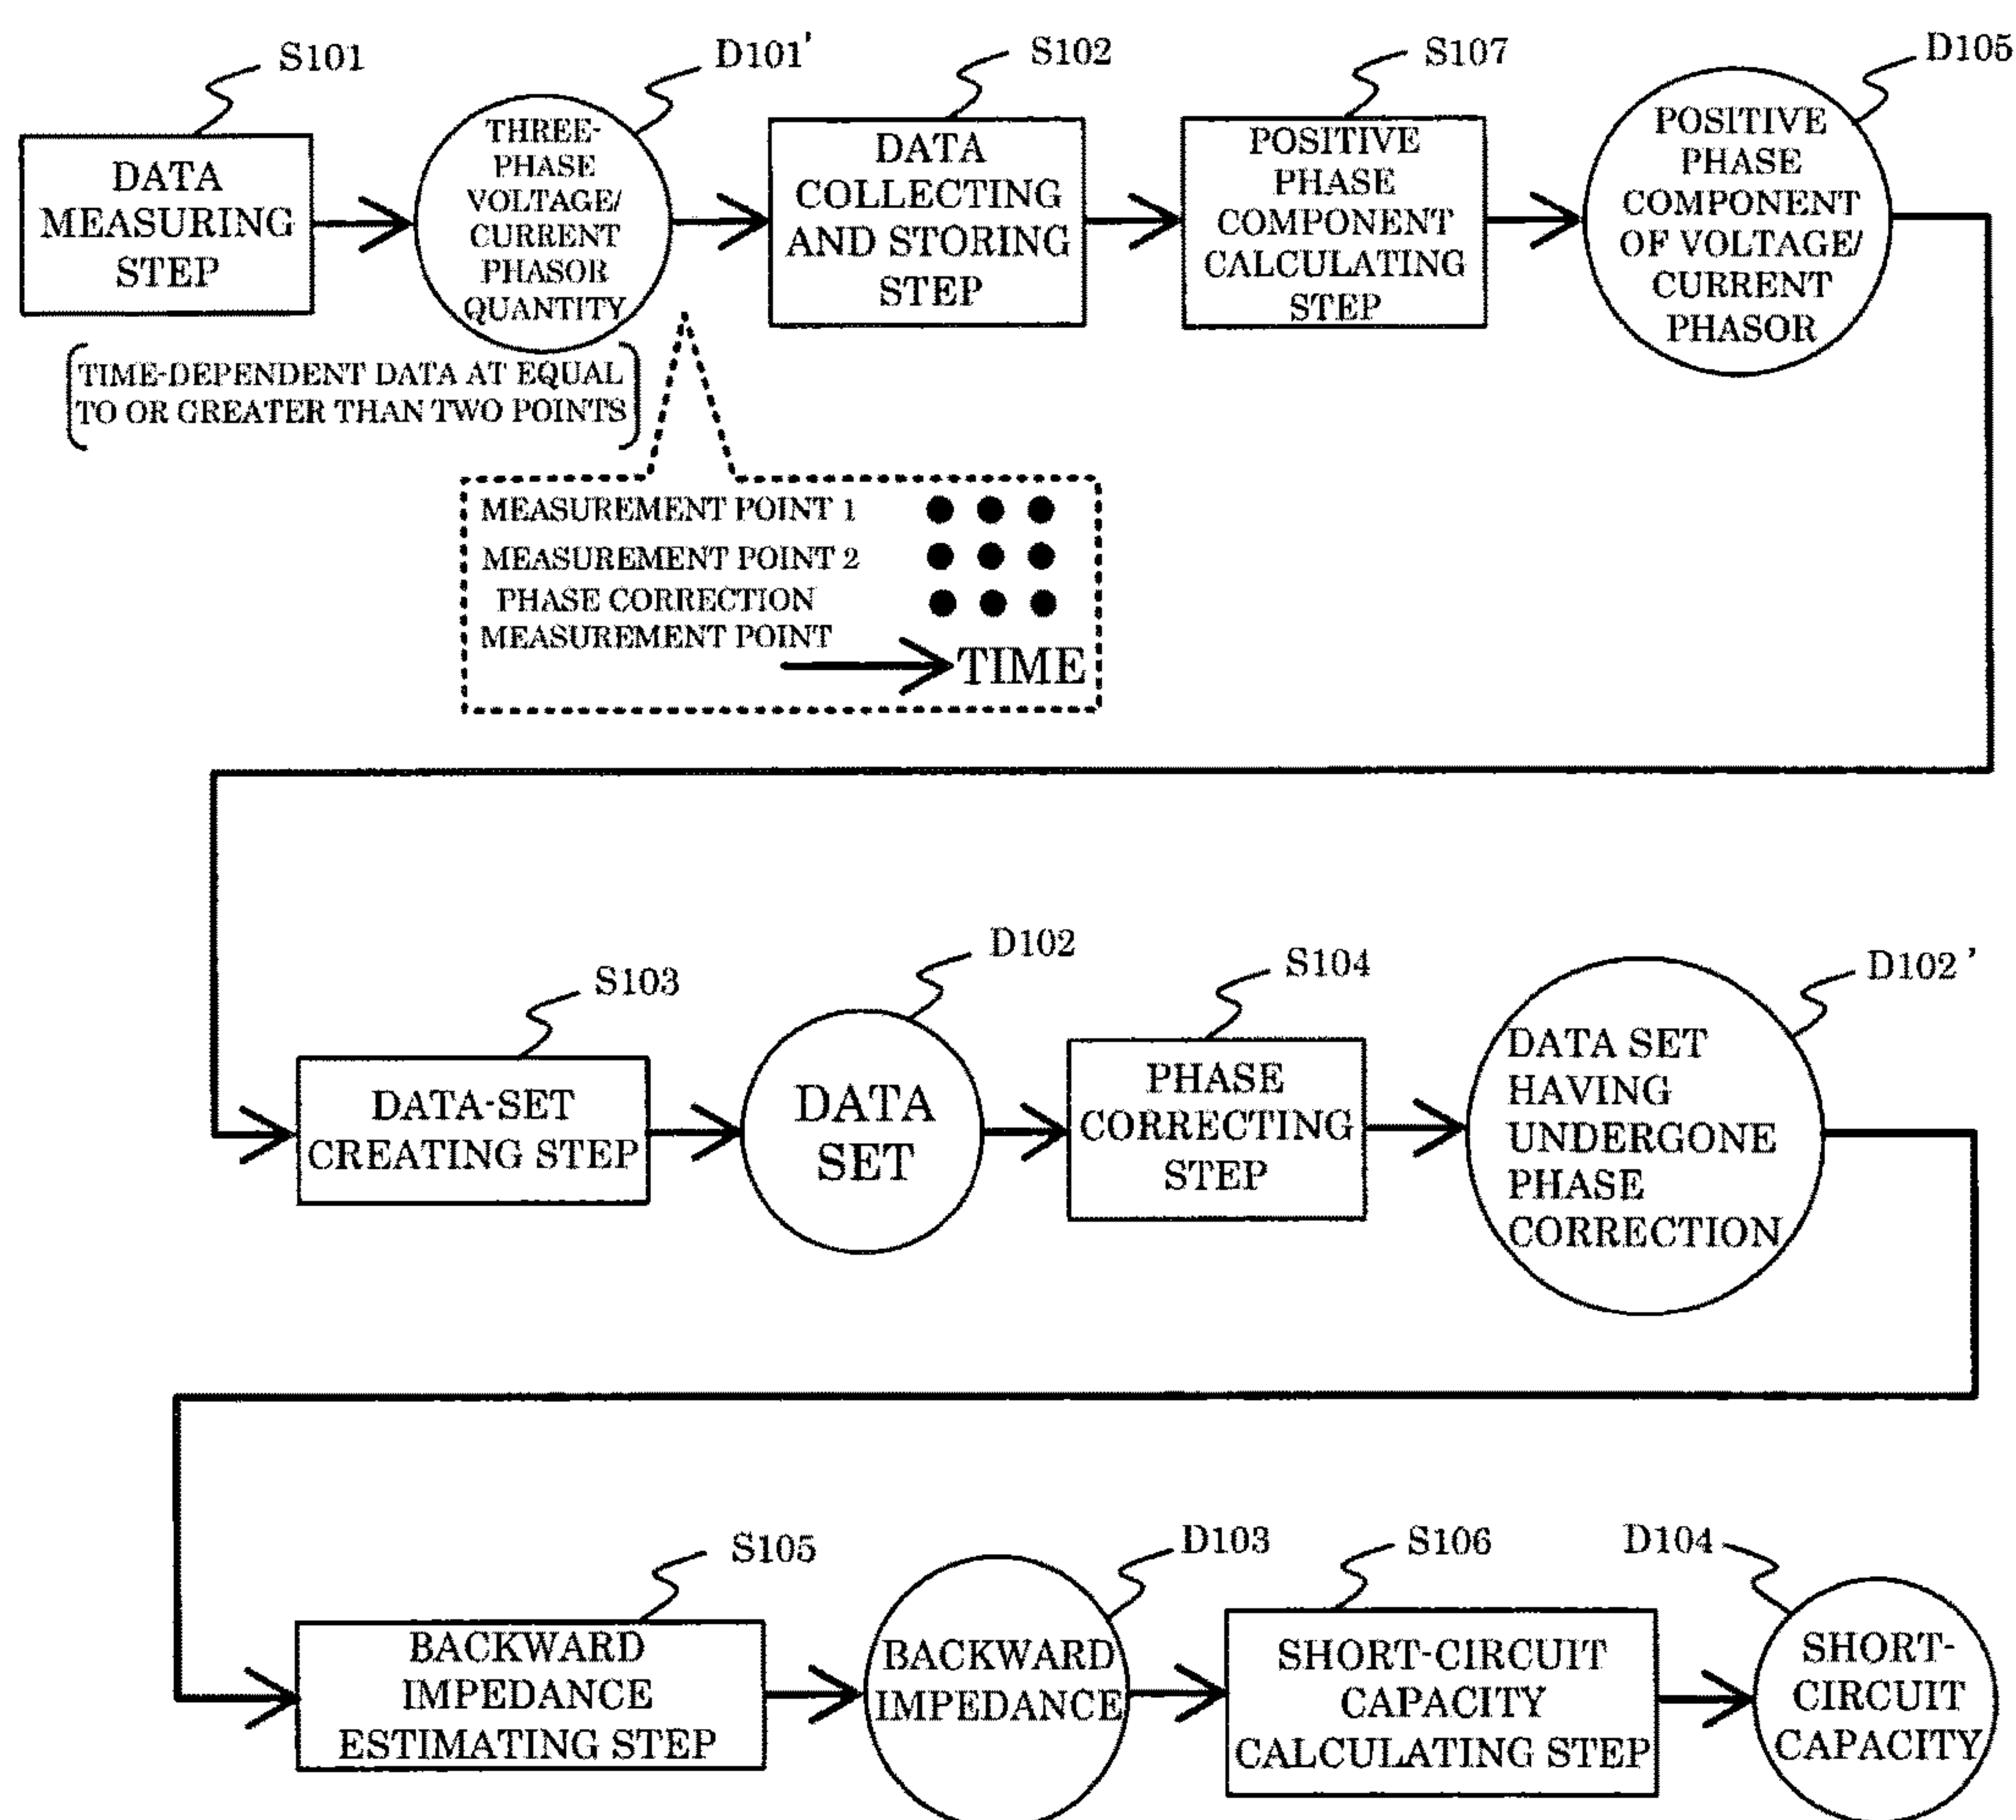 S101
D101'
S102
S107
D105
DATA
MEASURING
STEP
THREE-
PHASE
VOLTAGE/
CURRENT
PHASOR
QUANTITY
DATA
COLLECTING
AND STORING
STEP
POSITIVE
PHASE
COMPONENT
CALCULATING
STEP
POSITIVE
PHASE
COMPONENT
OF VOLTAGE/
CURRENT
PHASOR
TIME-DEPENDENT DATA AT EQUAL
TO OR GREATER THAN TWO POINTS
MEASUREMENT POINT 1
MEASUREMENT POINT 2
PHASE CORRECTION
MEASUREMENT POINT
TIME
S103
D102
S104
D102'
DATA-SET
CREATING STEP
DATA
SET
PHASE
CORRECTING
STEP
DATA SET
HAVING
UNDERGONE
PHASE
CORRECTION
S105
D103
S106
D104
BACKWARD
IMPEDANCE
ESTIMATING STEP
BACKWARD
IMPEDANCE
SHORT-CIRCUIT
CAPACITY
CALCULATING STEP
SHORT-
CIRCUIT
CAPACITY